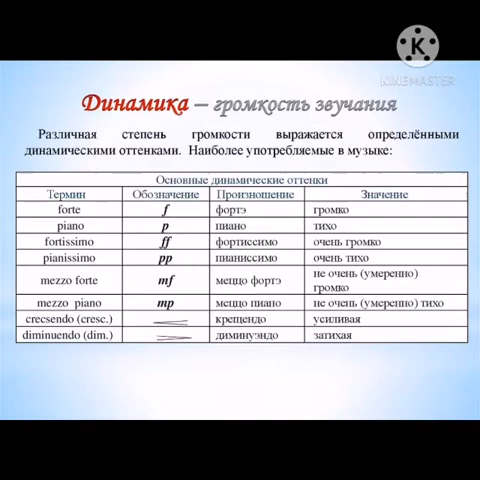 K
KINEMASTER
Динамика – громкость звучания
Различная степень громкости выражается определёнными
динамическими оттенками. Наиболее употребляемые в музыке:
Основные динамические оттенки
Термин Обозначение Произношение Значение
forte f фортэ громко
piano p пиано тихо
fortissimo ff фортиссимо очень громко
pianissimo pp пианиссимо очень тихо
mezzo forte mf меццо фортэ не очень (умеренно)
громко
mezzo piano mp меццо пиано не очень (умеренно) тихо
crecsendo (cresc.) крещендо усиливая
diminuendo (dim.) диминуэндо затихая